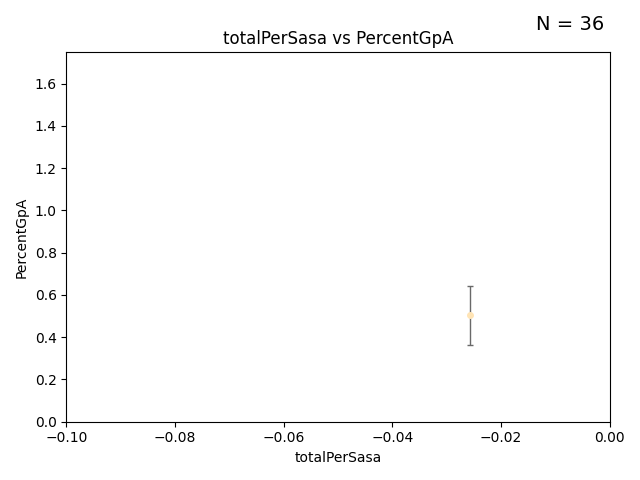 N = 36
totalPerSasa vs PercentGpA
1.6
1.4
1.2
1.0
0.8
0.6
0.4
0.2
0.0
PercentGpA
−0.10 −0.08 −0.06 −0.04 −0.02 0.00
totalPerSasa